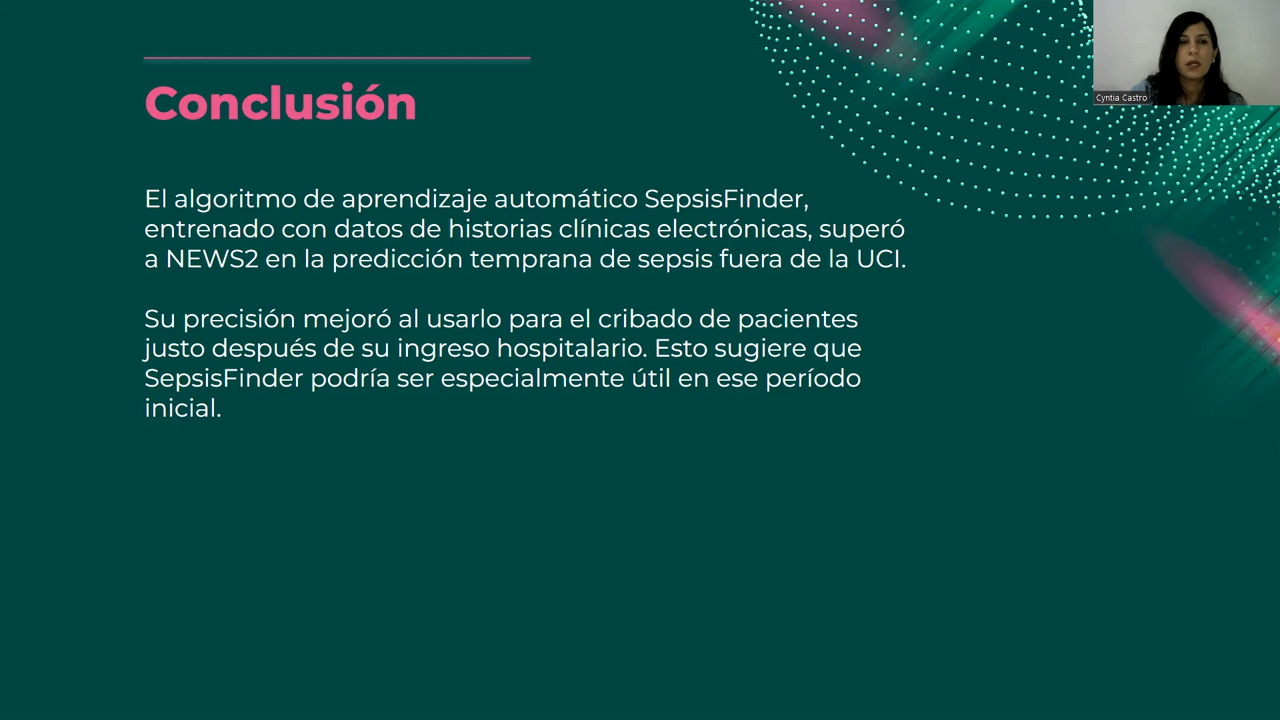 Conclusión
El algoritmo de aprendizaje automático SepsisFinder,
entrenado con datos de historias clínicas electrónicas, superó
a NEWS2 en la predicción temprana de sepsis fuera de la UCI.
Su precisión mejoró al usarlo para el cribado de pacientes
justo después de su ingreso hospitalario. Esto sugiere que
SepsisFinder podría ser especialmente útil en ese período
inicial.
Cyntia Castro